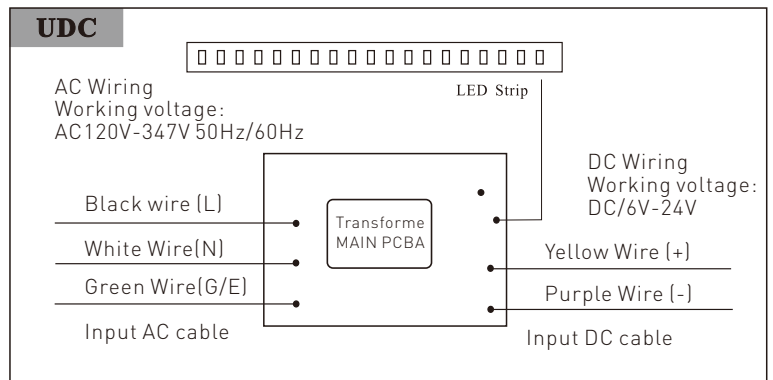 UDC
AC Wiring
Working voltage:
AC120V-347V 50Hz/60Hz
LED Strip
DC Wiring
Working voltage:
DC/6V-24V
Black wire (L)
White Wire(N)
Green Wire(G/E)
Input AC cable
Transforme
MAIN PCBA
Yellow Wire (+)
Purple Wire (-)
Input DC cable